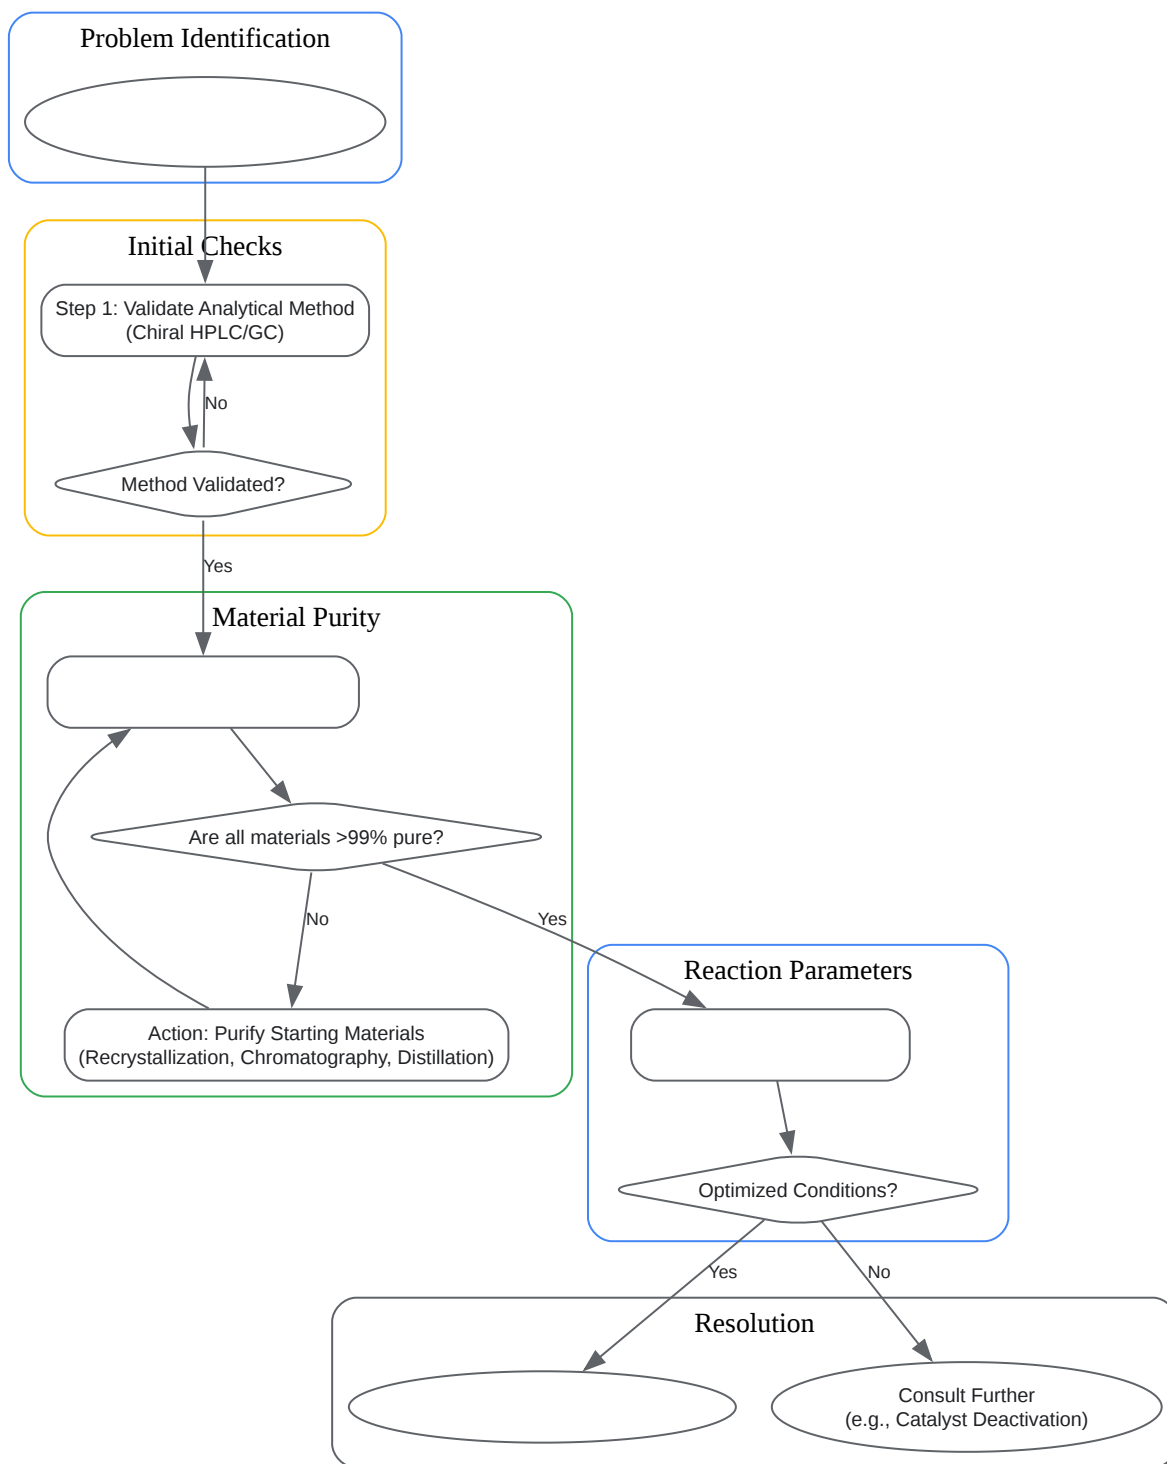 Problem Identification
Initial Checks
Step 1: Validate Analytical Method
(Chiral HPLC/GC)
No
Method Validated?
Yes
Material Purity
Are all materials >99% pure?
No
Yes
Action: Purify Starting Materials
(Recrystallization, Chromatography, Distillation)
Reaction Parameters
Optimized Conditions?
Yes
No
Resolution
Consult Further
(e.g., Catalyst Deactivation)